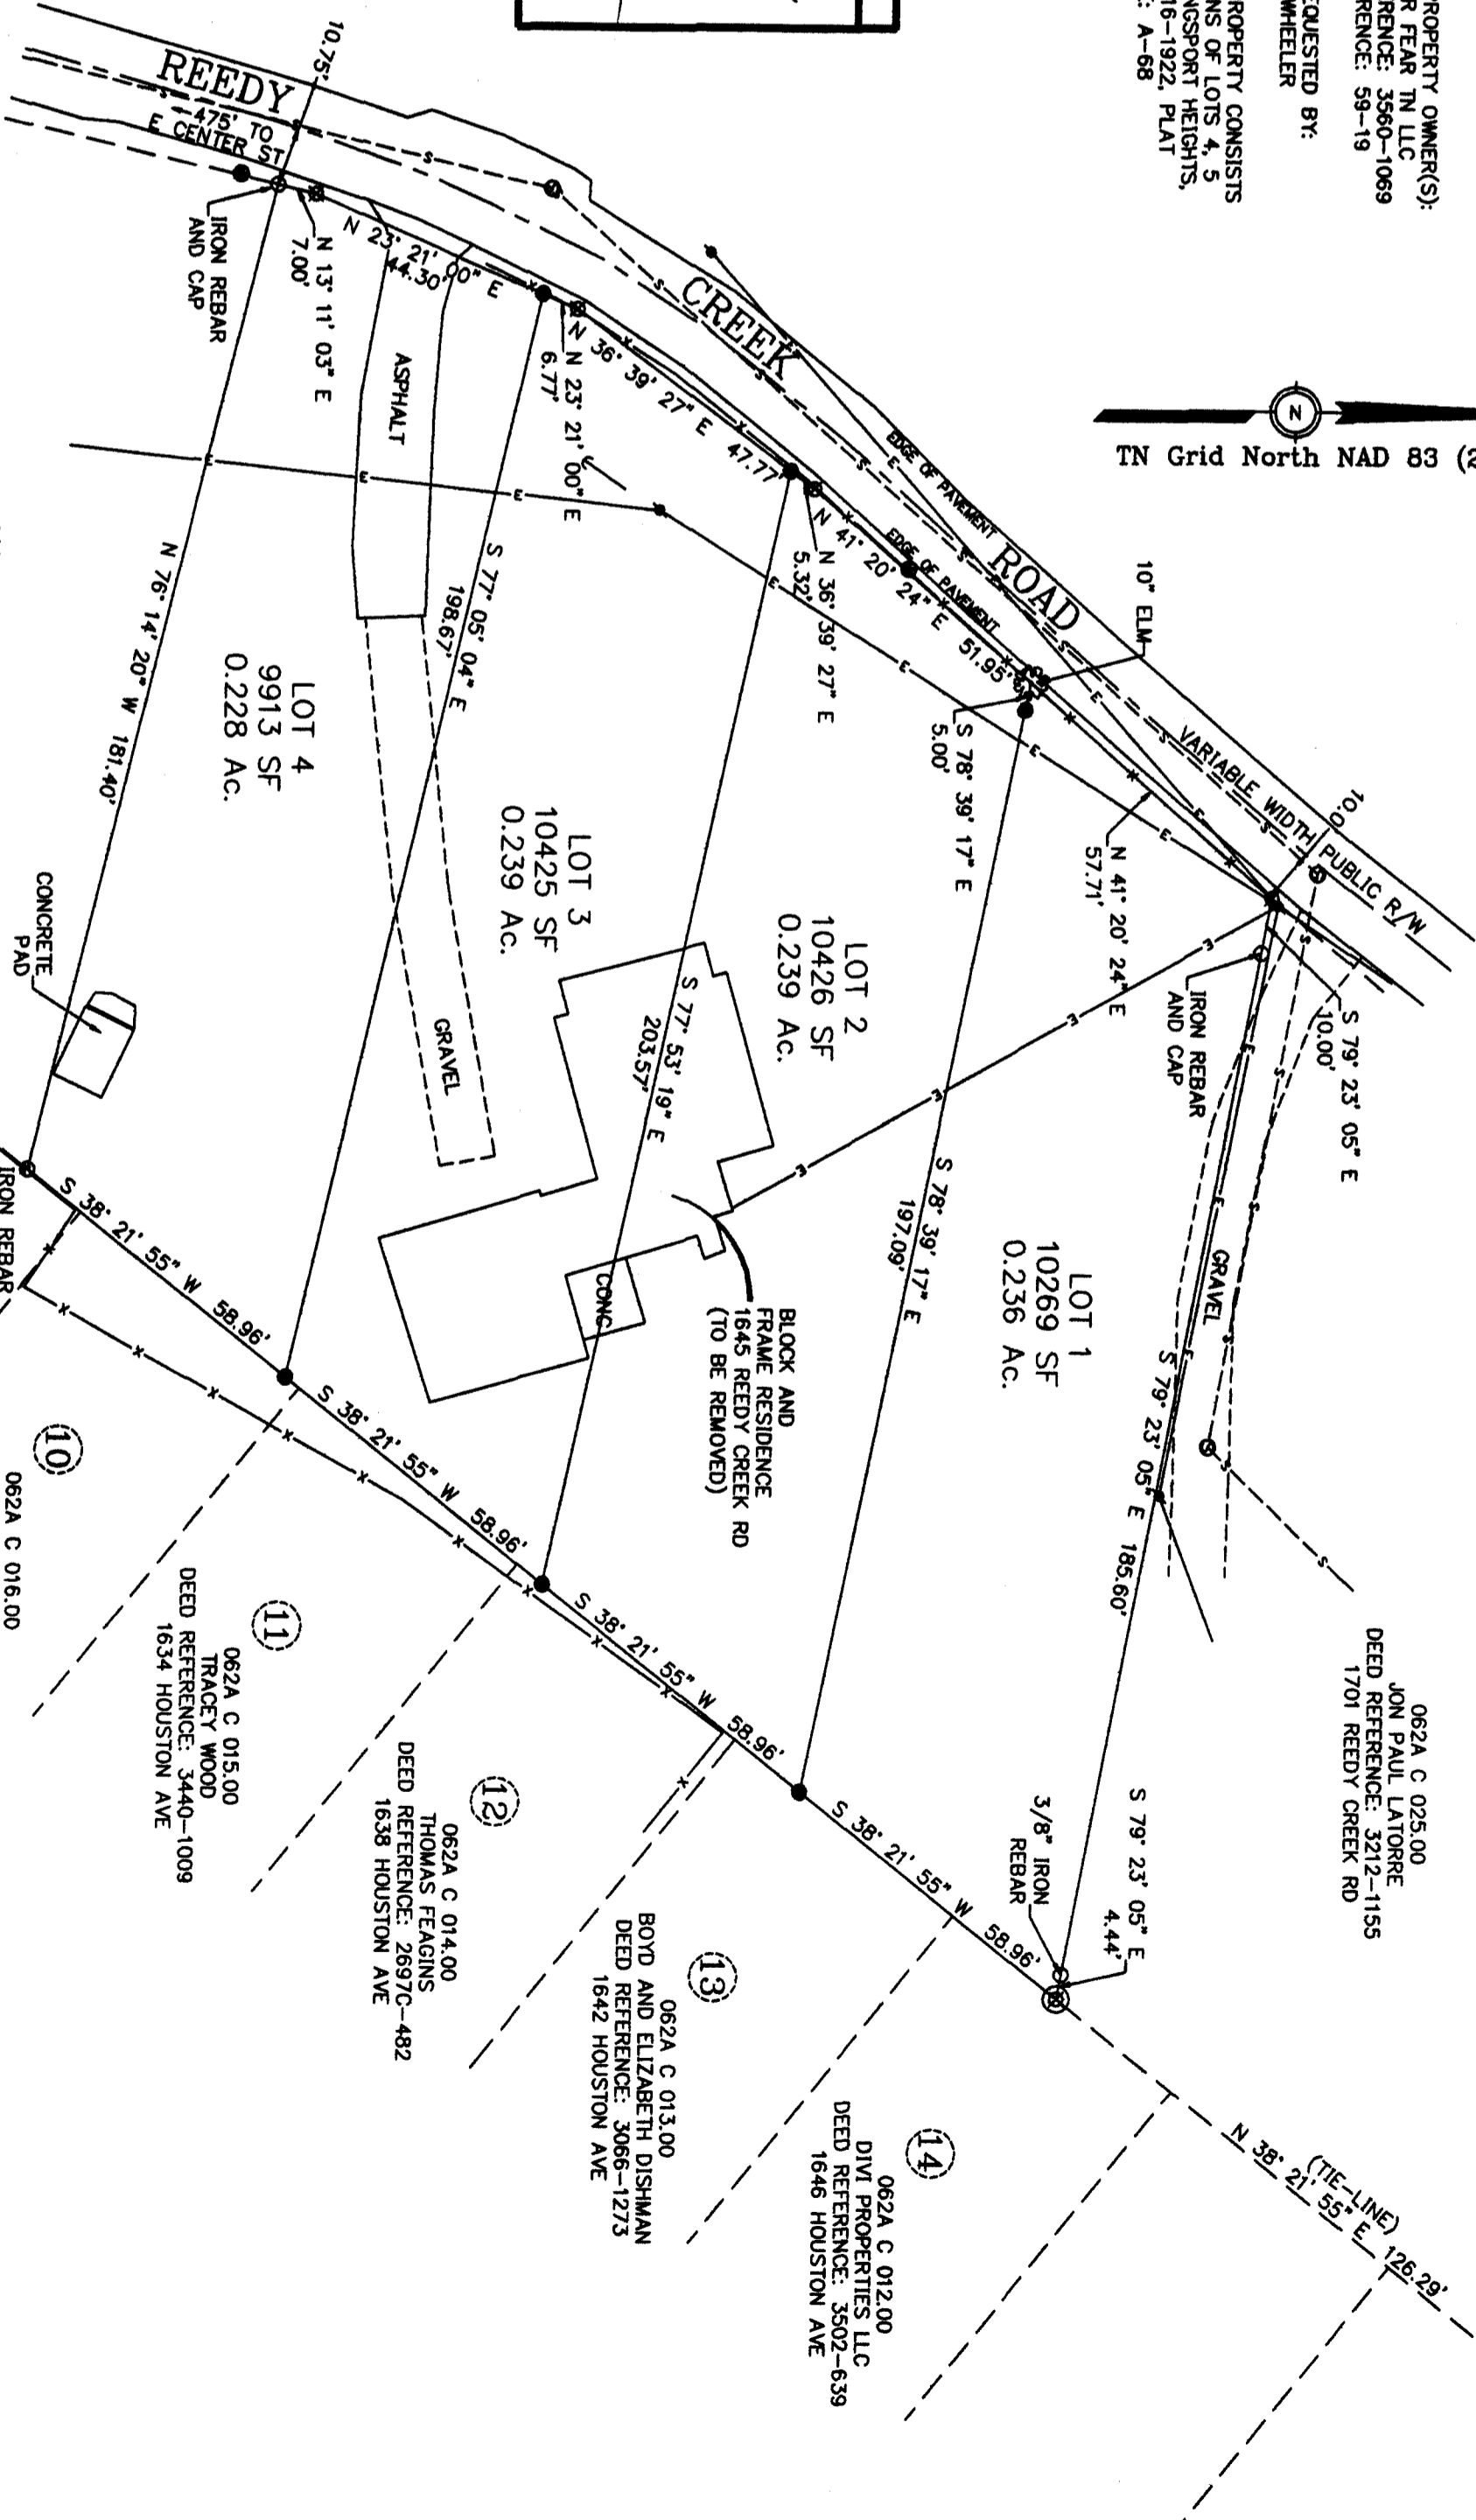 PROPERTY OWNER(S):
R FEAR TN LLC
RENCE: 3560-1069
RENCE: 59-19
EQUESTED BY:
WHEELER
ROPERTY CONSISTS
NS OF LOTS 4, 5
NGSPORT HEIGHTS,
16-1922, PLAT
: A-68
N
TN Grid North NAD 83 (2
REEDY
CREEK
ROAD
10.75'
475' TO
E CENTER ST
IRON REBAR
AND CAP
N 13° 11' 03" E
7.00'
N 23° 21' 00" E
44.30'
N 23° 21' 00" E
6.77'
N 36° 39' 27" E 47.77'
N 36° 39' 27" E
5.32'
N 41° 20' 24" E 51.95'
EDGE OF PAVEMENT
EDGE OF PAVEMENT
10" ELM
S 78° 39' 17" E
5.00'
VARIABLE WIDTH PUBLIC R/W
10.0'
N 41° 20' 24" E
57.71'
S 79° 23' 05" E
10.00'
IRON REBAR
AND CAP
ASPHALT
GRAVEL
GRAVEL
N 76° 14' 20" W 181.40'
S 77° 05' 04" E
198.67'
S 77° 53' 19" E
203.57'
S 78° 39' 17" E
197.09'
S 79° 23' 05" E 185.60'
LOT 4
9913 SF
0.228 Ac.
LOT 3
10425 SF
0.239 Ac.
LOT 2
10426 SF
0.239 Ac.
LOT 1
10269 SF
0.236 Ac.
CONCRETE
PAD
CONC
BLOCK AND
FRAME RESIDENCE
1645 REEDY CREEK RD
(TO BE REMOVED)
IRON REBAR
S 38° 21' 55" W 58.96'
S 38° 21' 55" W 58.96'
S 38° 21' 55" W 58.96'
S 38° 21' 55" W 58.96'
S 79° 23' 05" E
4.44'
3/8" IRON
REBAR
(TIE-LINE)
N 38° 21' 55" E 126.29'
062A C 025.00
JON PAUL LATORRE
DEED REFERENCE: 3212-1155
1701 REEDY CREEK RD
10
062A C 016.00
11
062A C 015.00
TRACEY WOOD
DEED REFERENCE: 3440-1009
1634 HOUSTON AVE
12
062A C 014.00
THOMAS FEAGINS
DEED REFERENCE: 2697C-482
1638 HOUSTON AVE
13
062A C 013.00
BOYD AND ELIZABETH DISHMAN
DEED REFERENCE: 3066-1273
1642 HOUSTON AVE
14
062A C 012.00
DIVI PROPERTIES LLC
DEED REFERENCE: 3502-639
1646 HOUSTON AVE